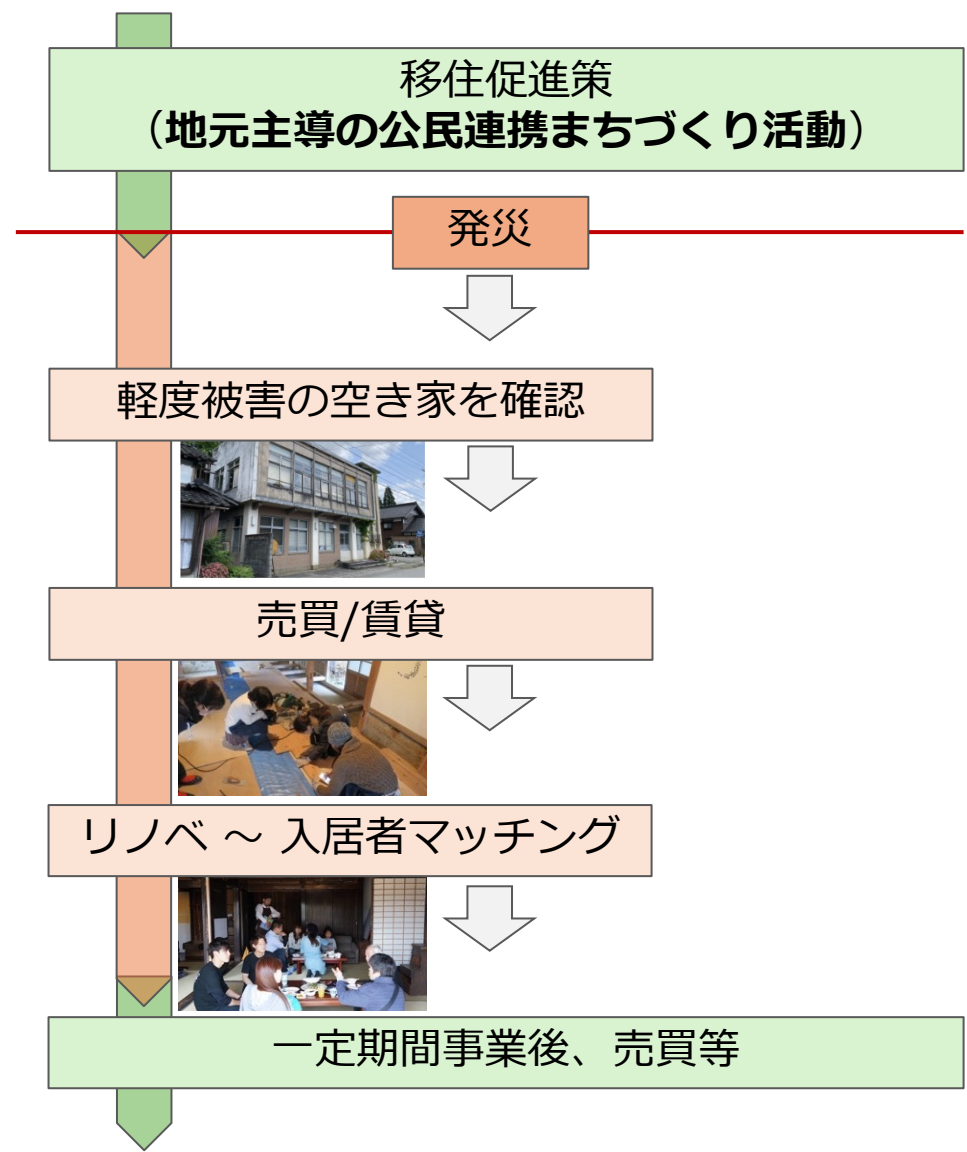 移住促進策
（地元主導の公民連携まちづくり活動）
発災
軽度被害の空き家を確認
売買/賃貸
リノベ ～ 入居者マッチング
一定期間事業後、売買等